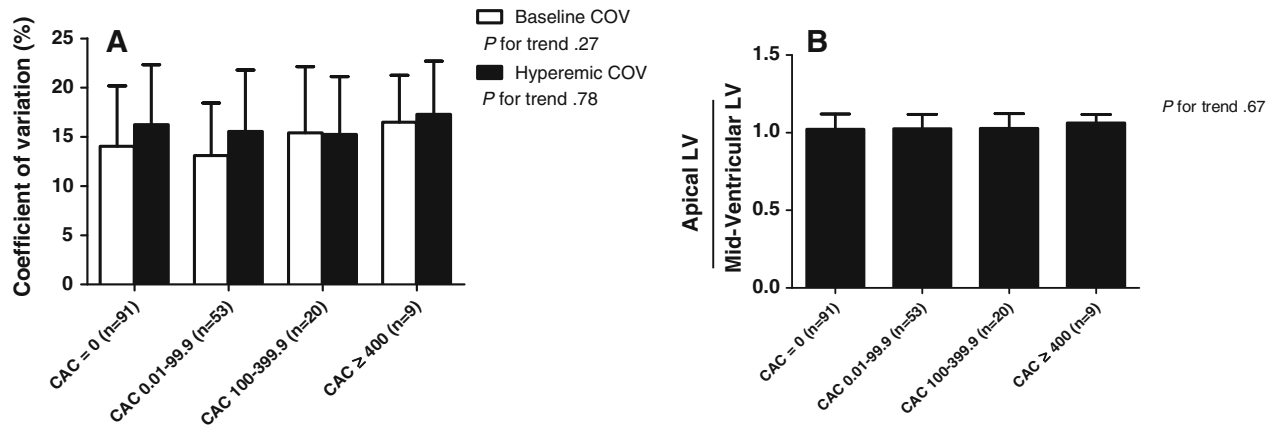 A
Coefficient of variation (%)
25
20
15
10
5
0
CAC = 0 (n=91)
CAC 0.01-99.9 (n=53)
CAC 100-399.9 (n=20)
CAC ≥ 400 (n=9)
Baseline COV
P for trend .27
Hyperemic COV
P for trend .78
B
Apical LV
Mid-Ventricular LV
1.5
1.0
0.5
0.0
CAC = 0 (n=91)
CAC 0.01-99.9 (n=53)
CAC 100-399.9 (n=20)
CAC ≥ 400 (n=9)
P for trend .67